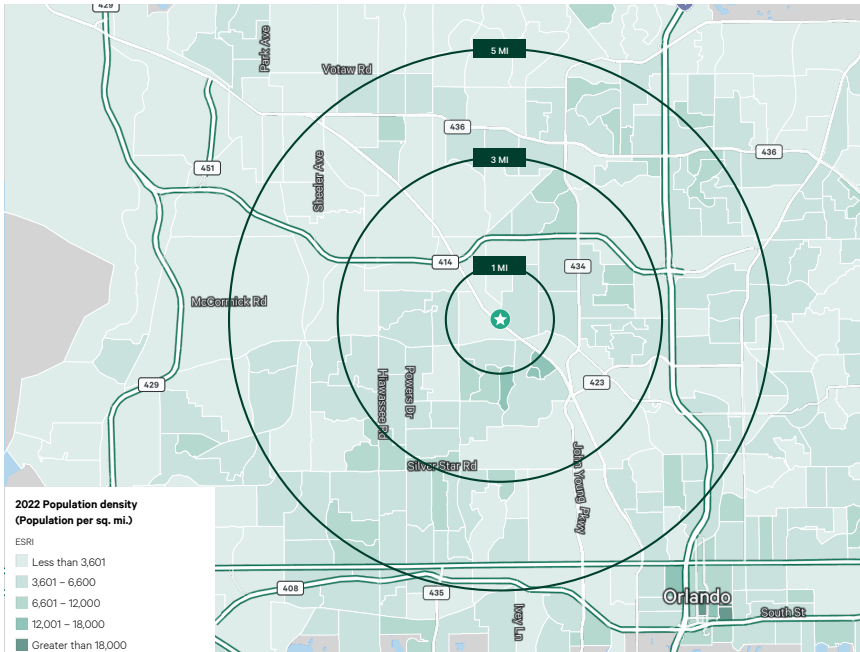 429
Park Ave
5 MI
Votaw Rd
436
436
3 MI
451
Sheeler Ave
414
1 MI
434
McCormick Rd
429
Powers Dr
Hiawassee Rd
423
Silver Star Rd
John Young Pkwy
2022 Population density
(Population per sq. mi.)
ESRI
Less than 3,601
3,601 – 6,600
6,601 – 12,000
12,001 – 18,000
Greater than 18,000
408
435
Ivey Ln
Orlando
South St